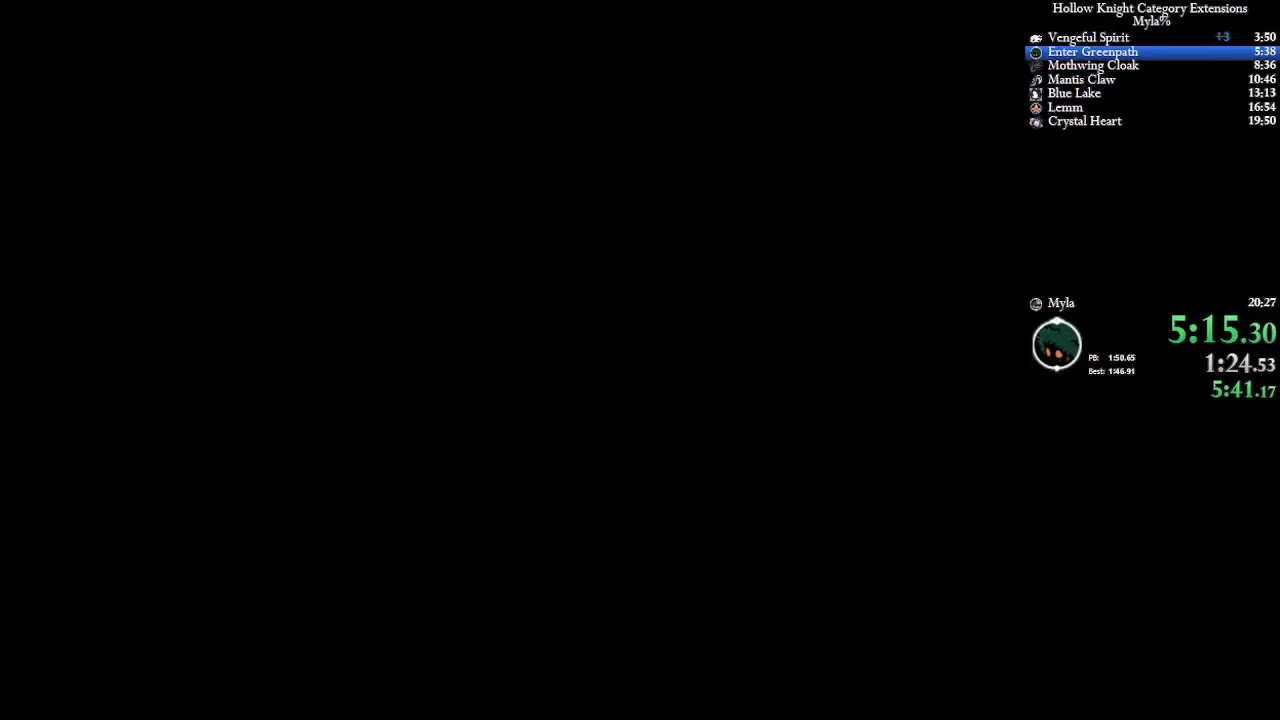 Hollow Knight Category Extensions
Myla%
Vengeful Spirit +3 3:50
Enter Greenpath 5:38
Mothwing Cloak 8:36
Mantis Claw 10:46
Blue Lake 13:13
Lemm 16:54
Crystal Heart 19:50
Myla 20:27
5:15.30
PB: 1:50.65 1:24.53
Best: 1:46.91
5:41.17